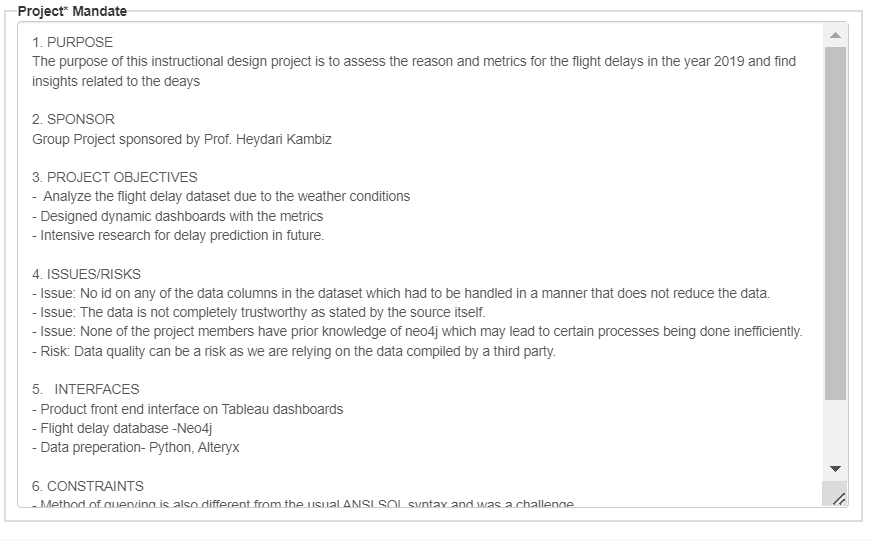 Project* Mandate
1. PURPOSE
The purpose of this instructional design project is to assess the reason and metrics for the flight delays in the year 2019 and find
insights related to the deays
2. SPONSOR
Group Project sponsored by Prof. Heydari Kambiz
3. PROJECT OBJECTIVES
- Analyze the flight delay dataset due to the weather conditions
- Designed dynamic dashboards with the metrics
- Intensive research for delay prediction in future.
4. ISSUES/RISKS
- Issue: No id on any of the data columns in the dataset which had to be handled in a manner that does not reduce the data.
- Issue: The data is not completely trustworthy as stated by the source itself.
- Issue: None of the project members have prior knowledge of neo4j which may lead to certain processes being done inefficiently.
- Risk: Data quality can be a risk as we are relying on the data compiled by a third party.
5. INTERFACES
- Product front end interface on Tableau dashboards
- Flight delay database -Neo4j
- Data preperation- Python, Alteryx
6. CONSTRAINTS
- Method of querying is also different from the usual ANSI SQL syntax and was a challenge